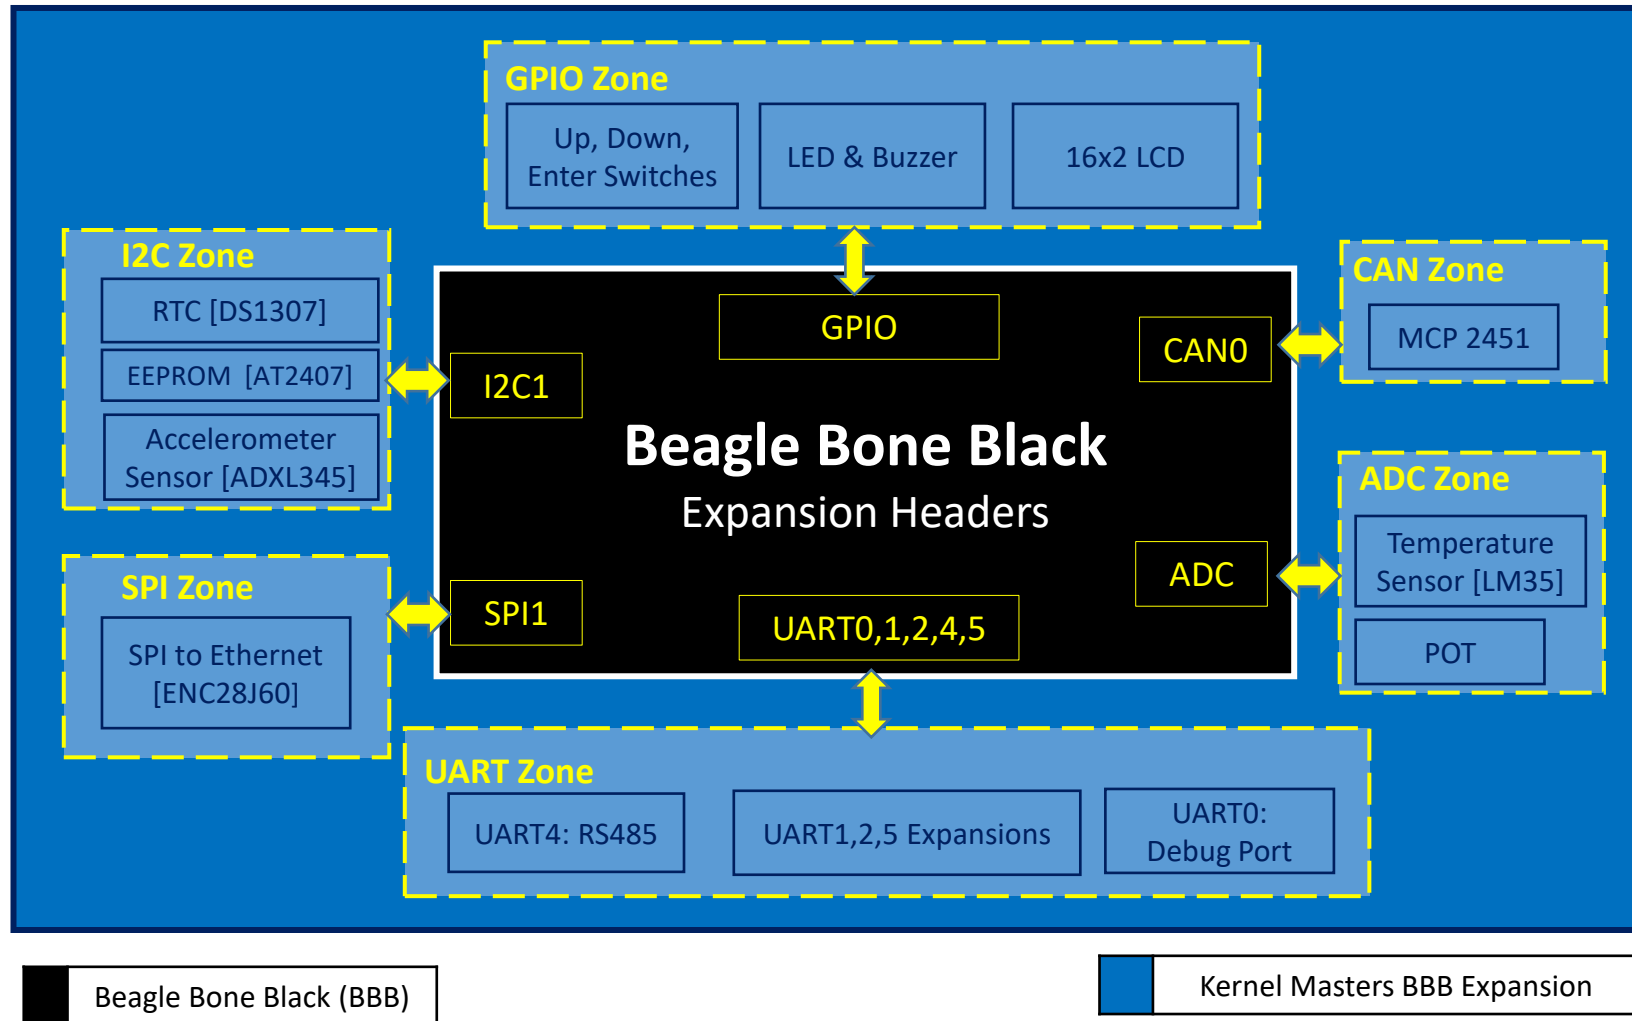 GPIO Zone
Up, Down,
Enter Switches
LED & Buzzer
16x2 LCD
I2C Zone
RTC [DS1307]
EEPROM [AT2407]
Accelerometer
Sensor [ADXL345]
SPI Zone
SPI to Ethernet
[ENC28J60]
GPIO
I2C1
CAN0
Beagle Bone Black
Expansion Headers
SPI1
ADC
UART0,1,2,4,5
CAN Zone
MCP 2451
ADC Zone
Temperature
Sensor [LM35]
POT
UART Zone
UART4: RS485
UART1,2,5 Expansions
UART0:
Debug Port
Beagle Bone Black (BBB)
Kernel Masters BBB Expansion